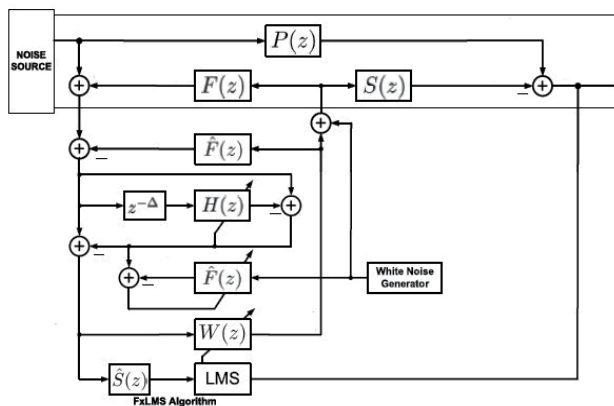 NOISE
SOURCE
P(z)
F(z)
S(z)
F̂(z)
z^{-Δ}
H(z)
F̂(z)
White Noise
Generator
W(z)
Ŝ(z)
LMS
FxLMS Algorithm